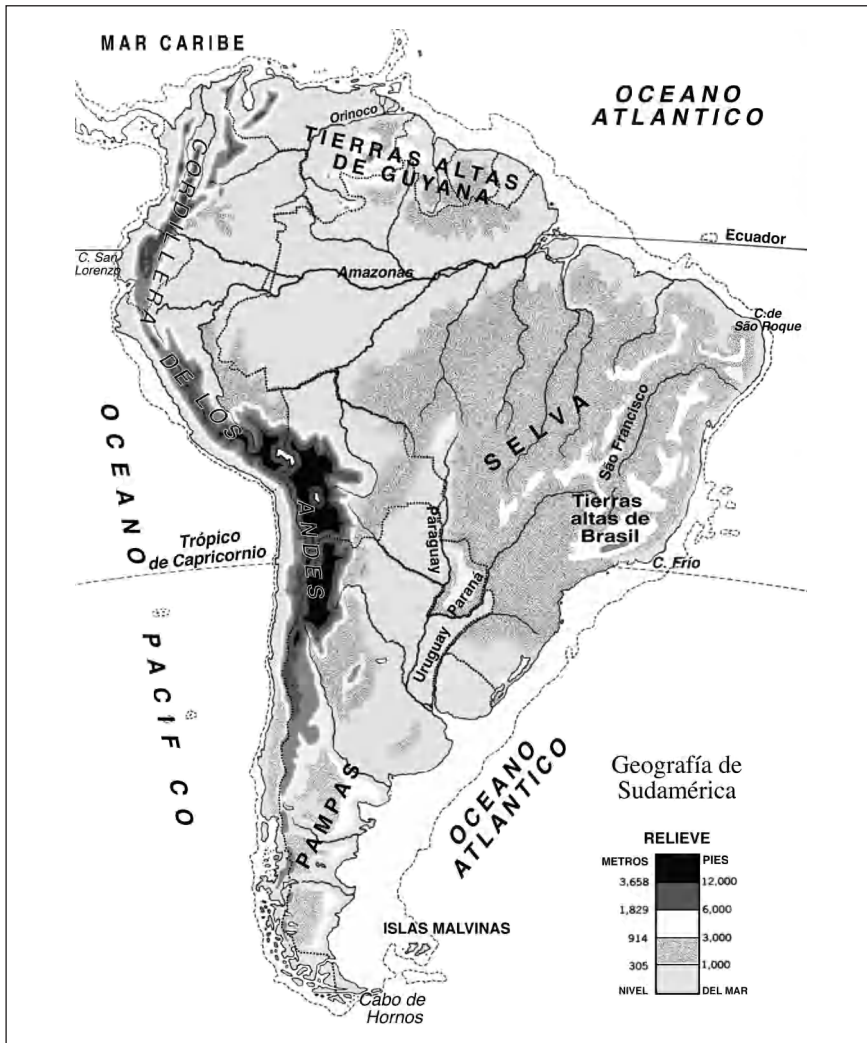 MAR CARIBE
OCEANO
ATLANTICO
Orinoco
TIERRAS ALTAS
DE GUYANA
CORDILLERA DE LOS ANDES
Ecuador
C. San
Lorenzo
Amazonas
C. de
São Roque
SELVA
São Francisco
OCEANO PACIF CO
Tierras
altas de
Brasil
Paraguay
Trópico
de Capricornio
C. Frio
Paraná
Uruguay
PAMPAS
OCEANO
ATLANTICO
Geografía de
Sudamérica
RELIEVE
METROS PIES
3,658 12,000
1,829 6,000
914 3,000
305 1,000
NIVEL DEL MAR
ISLAS MALVINAS
Cabo de
Hornos